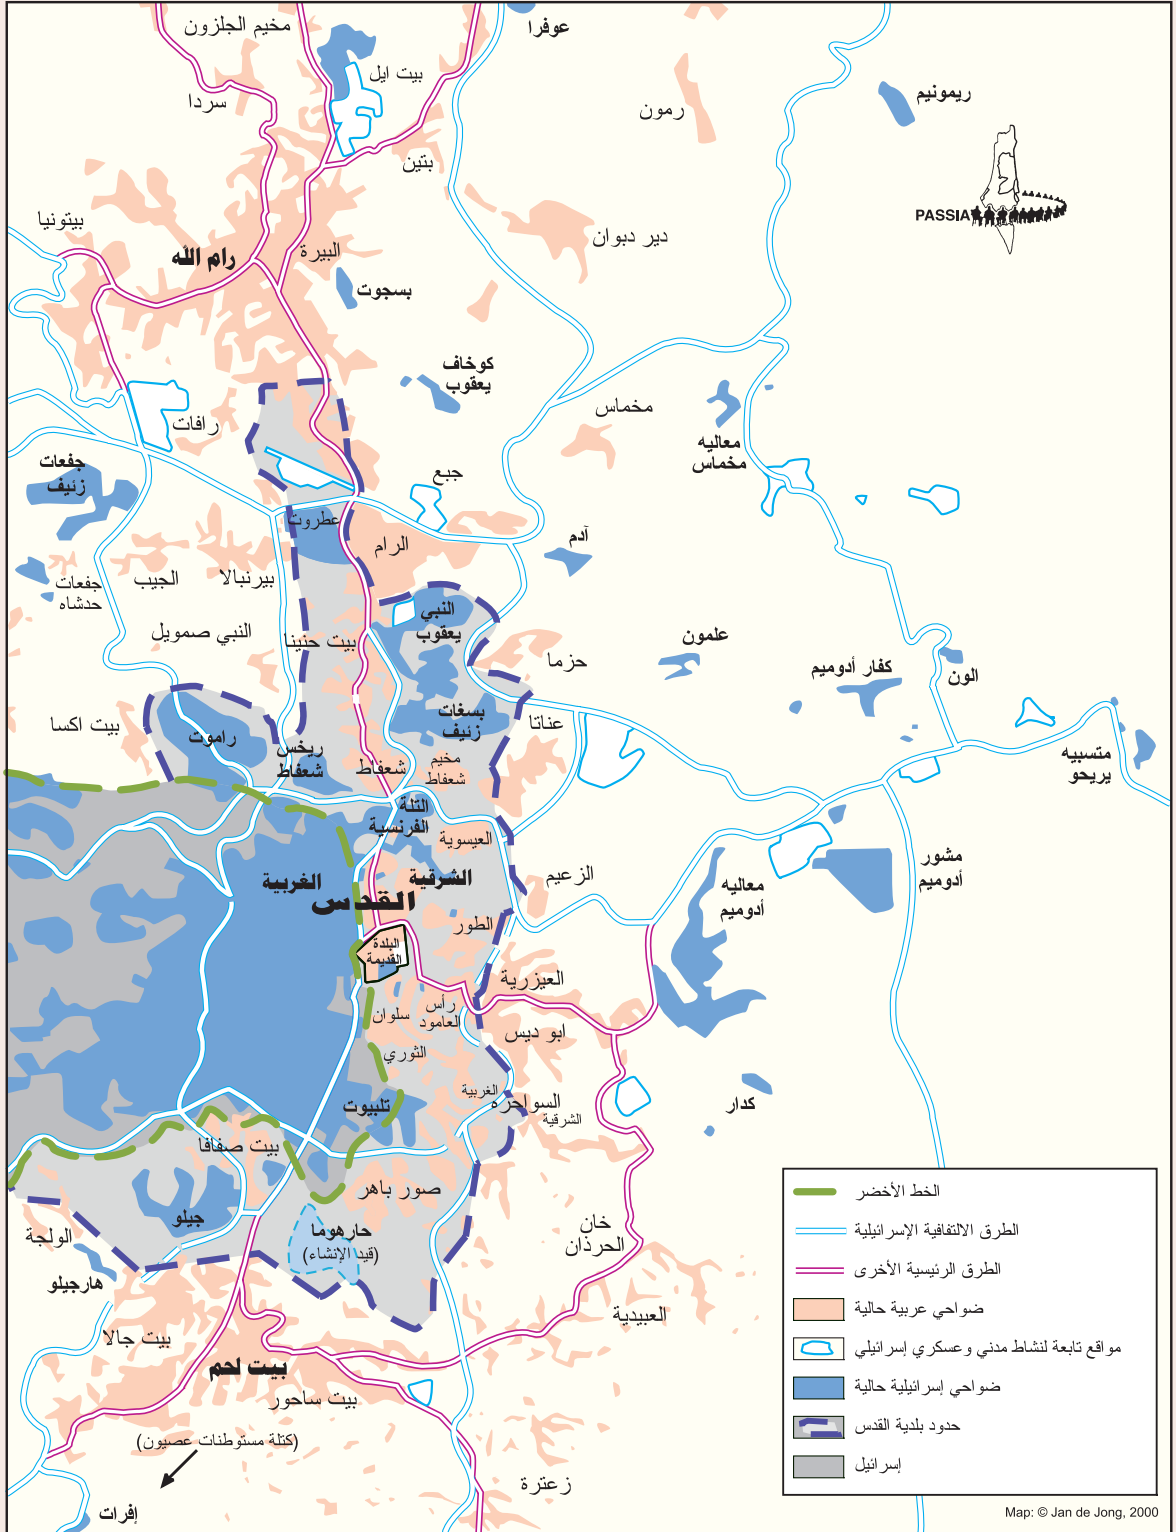 عوفرا
مخيم الجلزون
بيت ايل
سردا
رمون
ريمونيم
بتين
PASSIA
بيتونيا
رام الله
البيرة
دير دبوان
بسجوت
كوخاف
يعقوب
مخماس
رافات
معاليه
مخماس
جفعات
زئيف
جبع
عطروت
الرام
آدم
جفعات
حدشاه
الجيب
بيرنبالا
النبي
يعقوب
النبي صمويل
بيت حنينا
حزما
علمون
كفار أدوميم
الون
بيت اكسا
راموت
ريخس
شعفاط
بسغات
زئيف
عناتا
متسبيه
يريحو
شعفاط
مخيم
شعفاط
التلة
الفرنسية
العيسوية
الغربية
الشرقية
القدس
الزعيم
معاليه
أدوميم
مشور
أدوميم
البلدة
القديمة
الطور
العيزرية
سلوان
رأس
العامود
ابو ديس
الثوري
الغربية
السواحره
الشرقية
تلبيوت
كدار
بيت صفافا
صور باهر
جيلو
حارهوما
(قيد الإنشاء)
الولجة
هارجيلو
خان
الحرذان
العبيدية
بيت جالا
بيت لحم
بيت ساحور
(كتلة مستوطنات عصيون)
زعترة
إفرات
الخط الأخضر
الطرق الالتفافية الإسرائيلية
الطرق الرئيسية الأخرى
ضواحي عربية حالية
مواقع تابعة لنشاط مدني وعسكري إسرائيلي
ضواحي إسرائيلية حالية
حدود بلدية القدس
إسرائيل
Map: © Jan de Jong, 2000